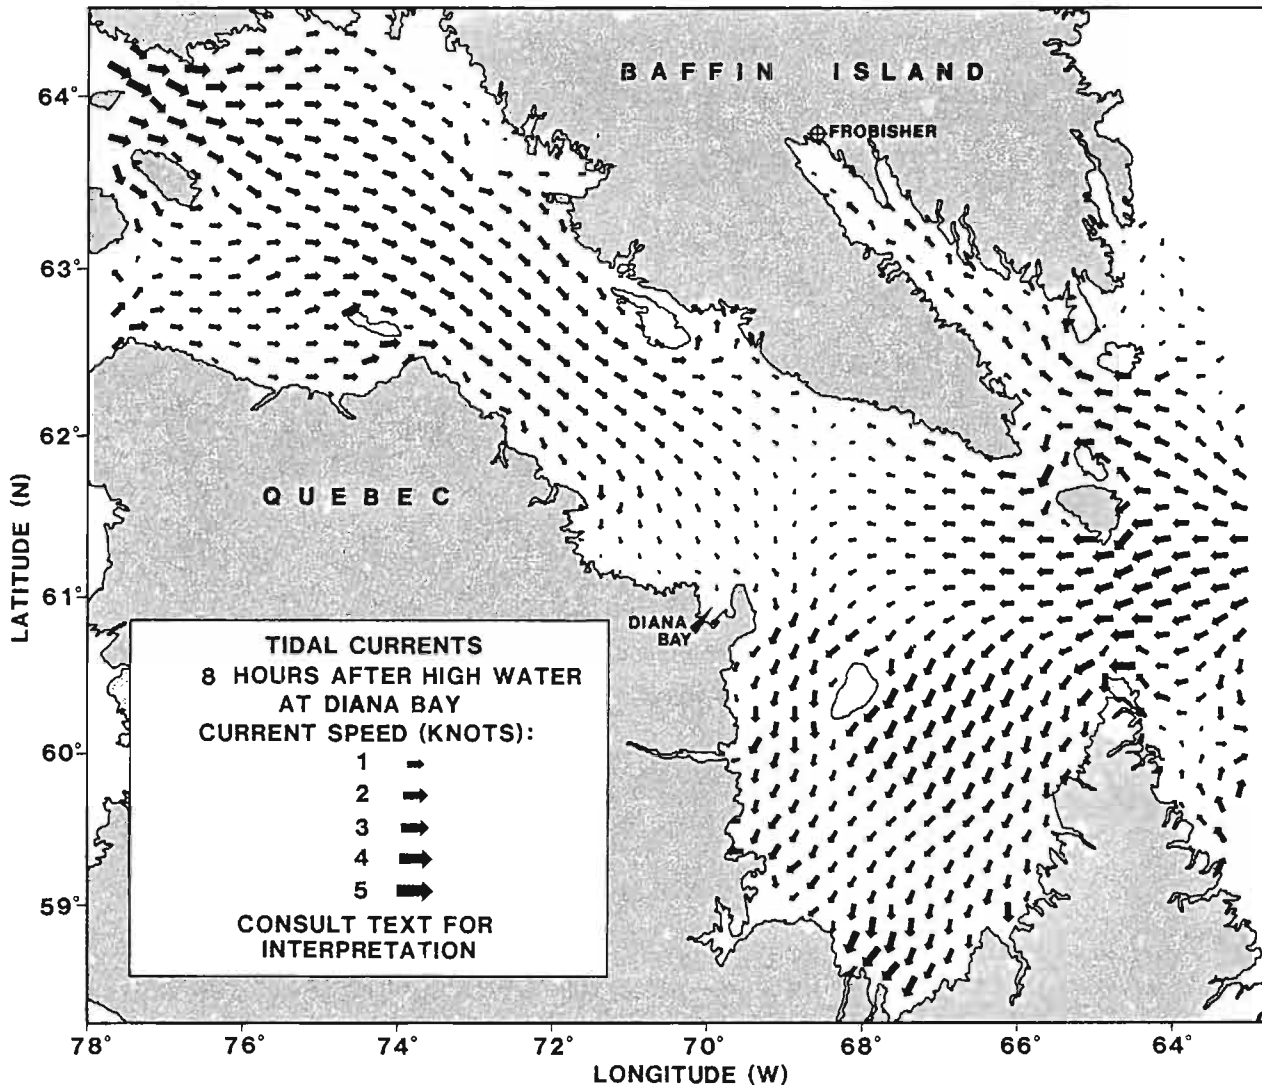 BAFFIN ISLAND
FROBISHER
64°
63°
62°
61°
60°
59°
LATITUDE (N)
QUEBEC
DIANA
BAY
TIDAL CURRENTS
8 HOURS AFTER HIGH WATER
AT DIANA BAY
CURRENT SPEED (KNOTS):
1
2
3
4
5
CONSULT TEXT FOR
INTERPRETATION
78° 76° 74° 72° 70° 68° 66° 64°
LONGITUDE (W)